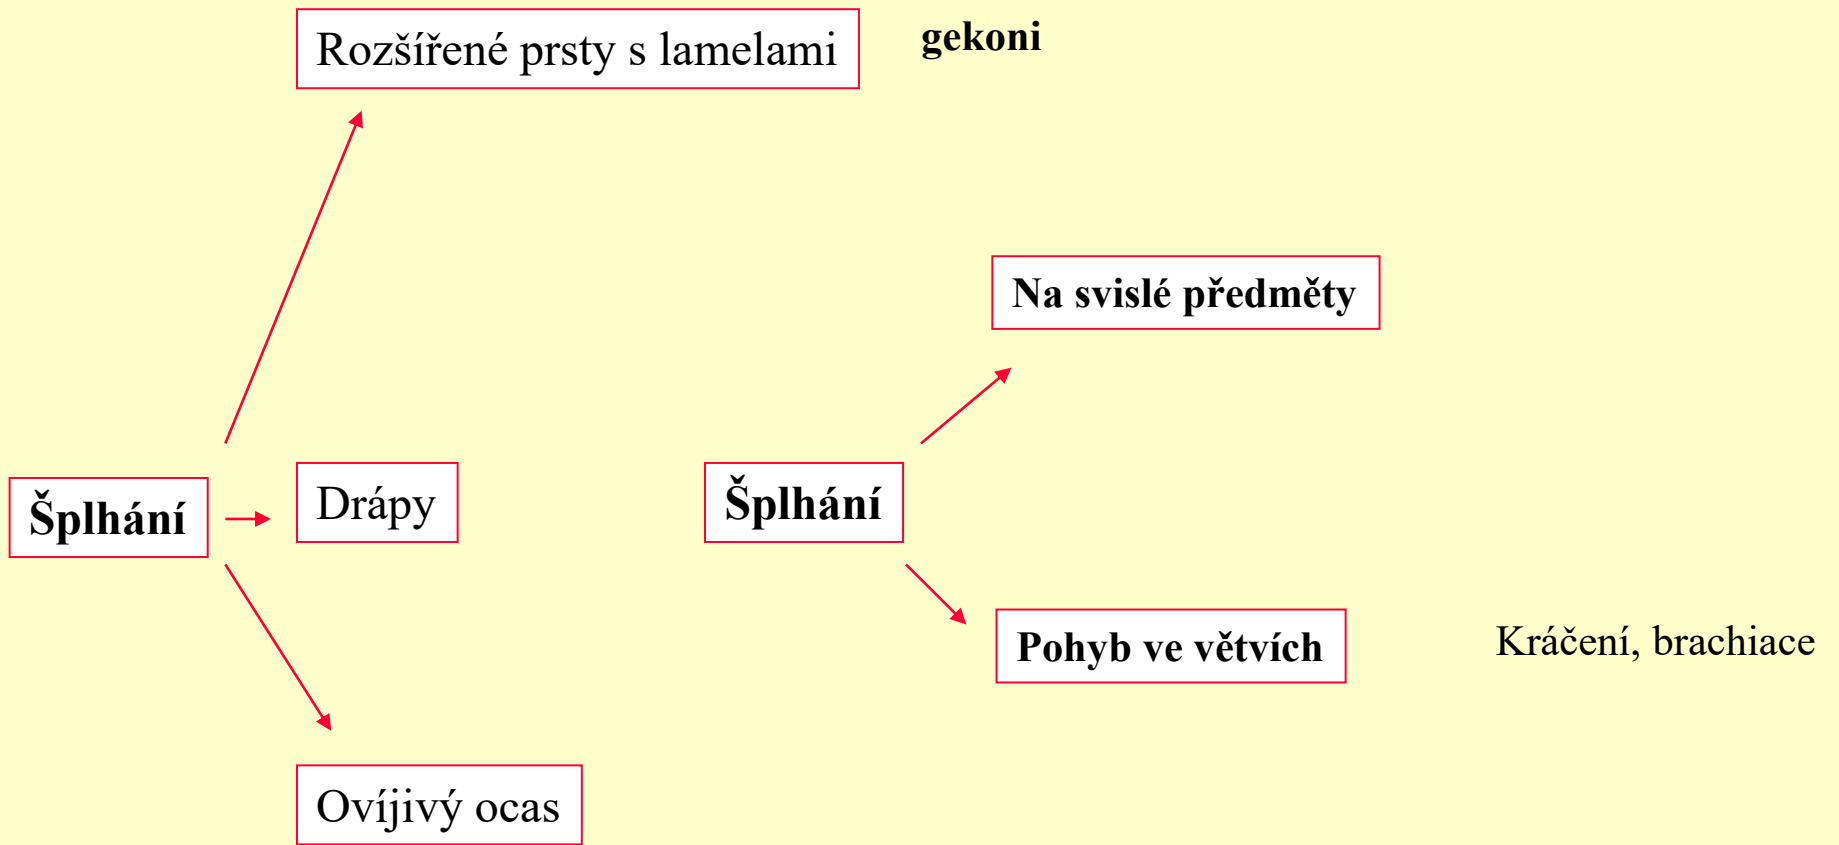 Rozšířené prsty s lamelami
gekoni
Na svislé předměty
Šplhání
Drápy
Šplhání
Pohyb ve větvích
Kráčení, brachiace
Ovíjivý ocas